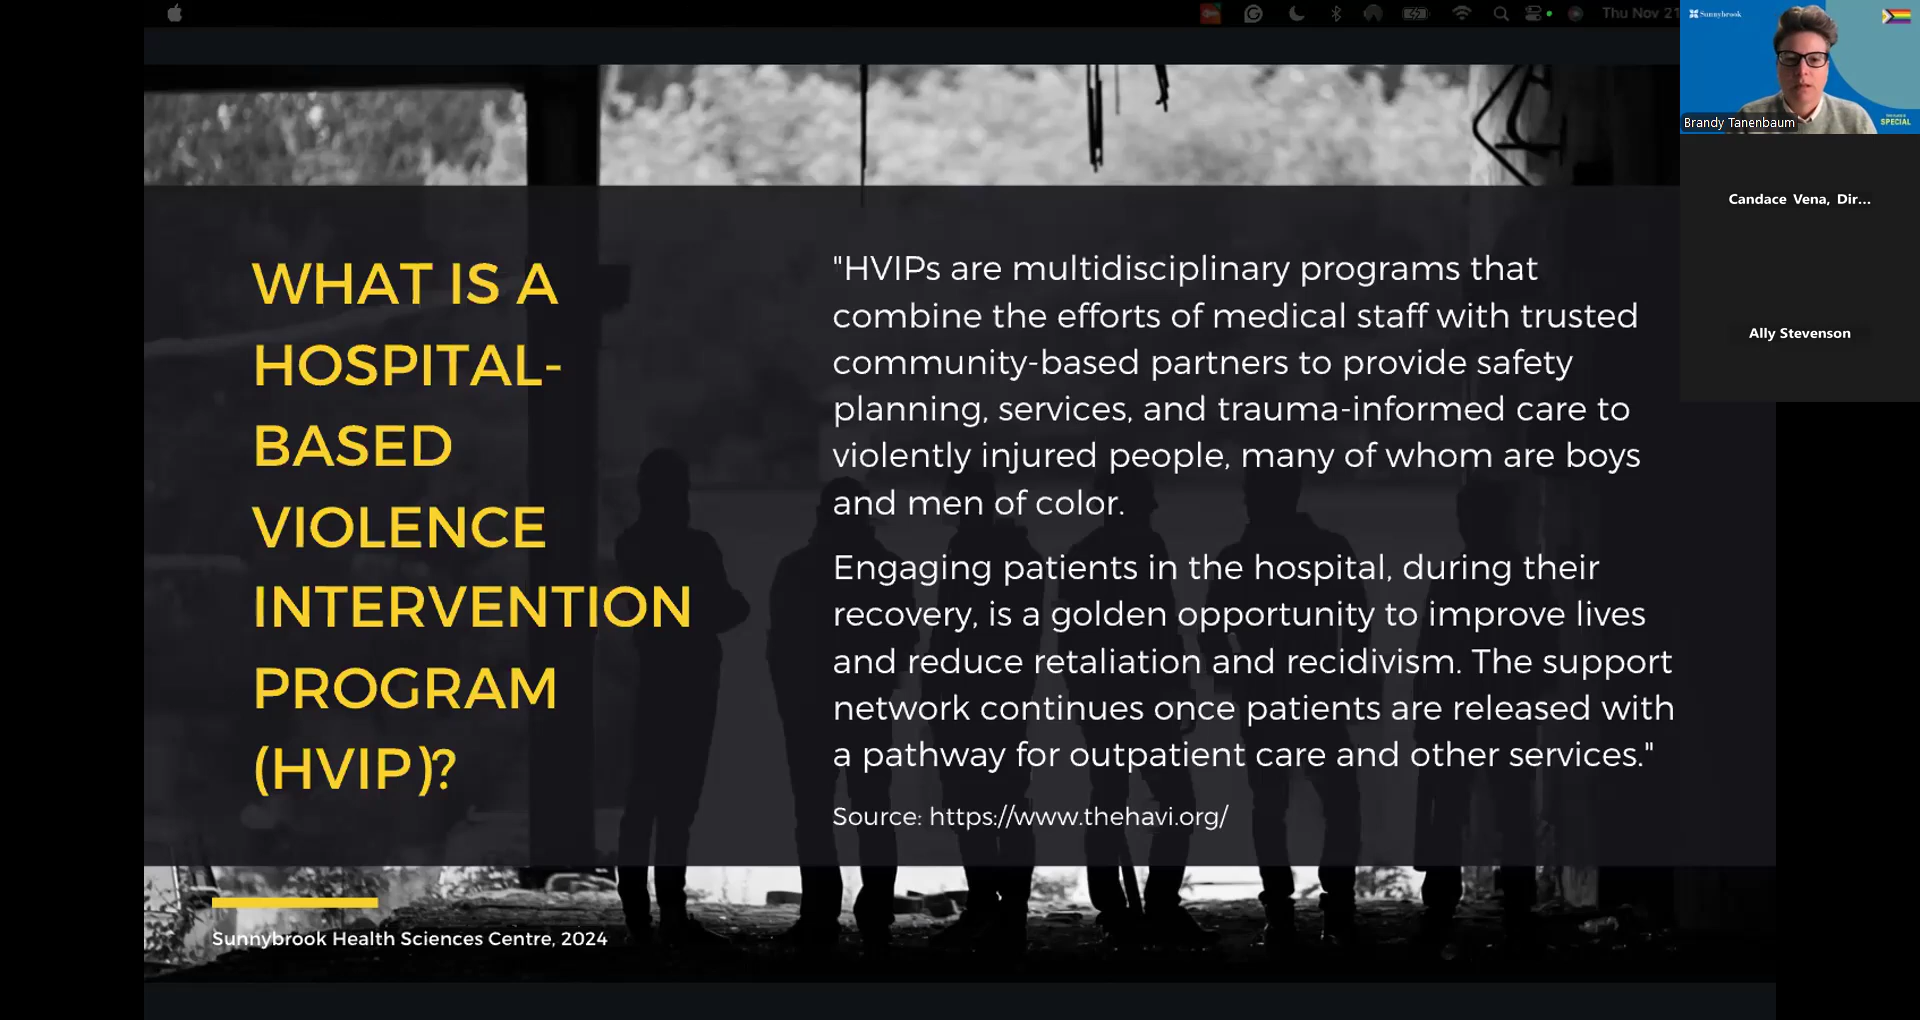 Thu Nov 21
Sunnybrook
SPECIAL
Brandy Tanenbaum
Candace Vena, Dir...
Ally Stevenson
WHAT IS A
HOSPITAL-
BASED
VIOLENCE
INTERVENTION
PROGRAM
(HVIP)?
"HVIPs are multidisciplinary programs that
combine the efforts of medical staff with trusted
community-based partners to provide safety
planning, services, and trauma-informed care to
violently injured people, many of whom are boys
and men of color.
Engaging patients in the hospital, during their
recovery, is a golden opportunity to improve lives
and reduce retaliation and recidivism. The support
network continues once patients are released with
a pathway for outpatient care and other services."
Source: https://www.thehavi.org/
Sunnybrook Health Sciences Centre, 2024